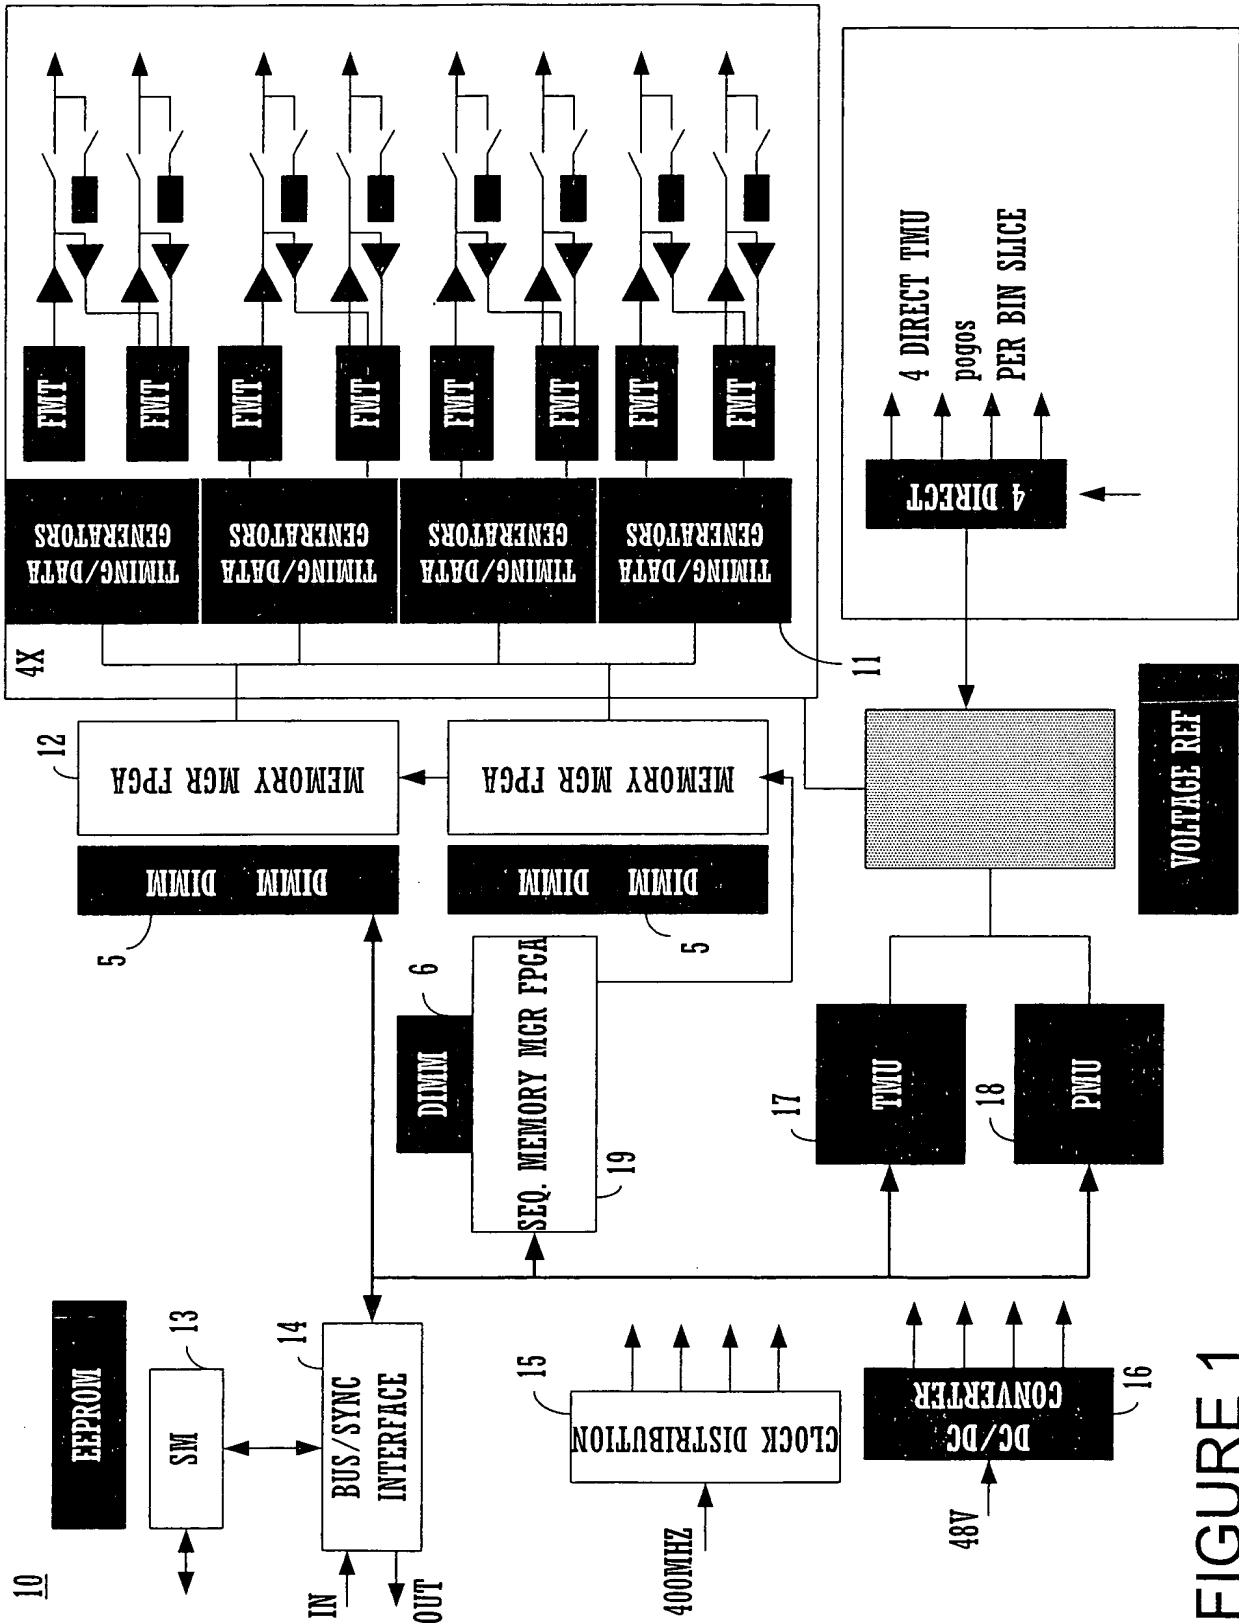 10
EEPROM
SM
13
BUS/SYNC
INTERFACE
14
IN
OUT
400MHZ
CLOCK DISTRIBUTION
15
48V
DC/DC
CONVERTER
16
DIMM DIMM
5
MEMORY MGR FPGA
12
DIMM DIMM
5
MEMORY MGR FPGA
DIMM
6
SEQ. MEMORY MGR FPGA
19
TMU
17
PMU
18
VOLTAGE REF
4X
TIMING/DATA
GENERATORS
TIMING/DATA
GENERATORS
TIMING/DATA
GENERATORS
TIMING/DATA
GENERATORS
11
FMT
FMT
FMT
FMT
FMT
FMT
FMT
FMT
4 DIRECT
4 DIRECT TMU
pogos
PER BIN SLICE
FIGURE 1